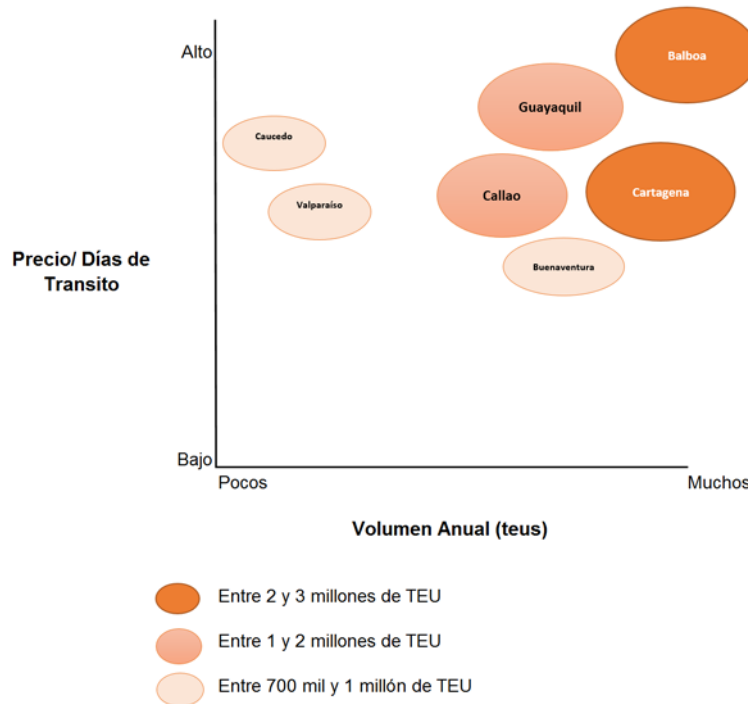 Alto
Balboa
Guayaquil
Caucedo
Valparaíso
Callao
Cartagena
Precio/ Días de
Transito
Buenaventura
Bajo
Pocos
Muchos
Volumen Anual (teus)
Entre 2 y 3 millones de TEU
Entre 1 y 2 millones de TEU
Entre 700 mil y 1 millón de TEU